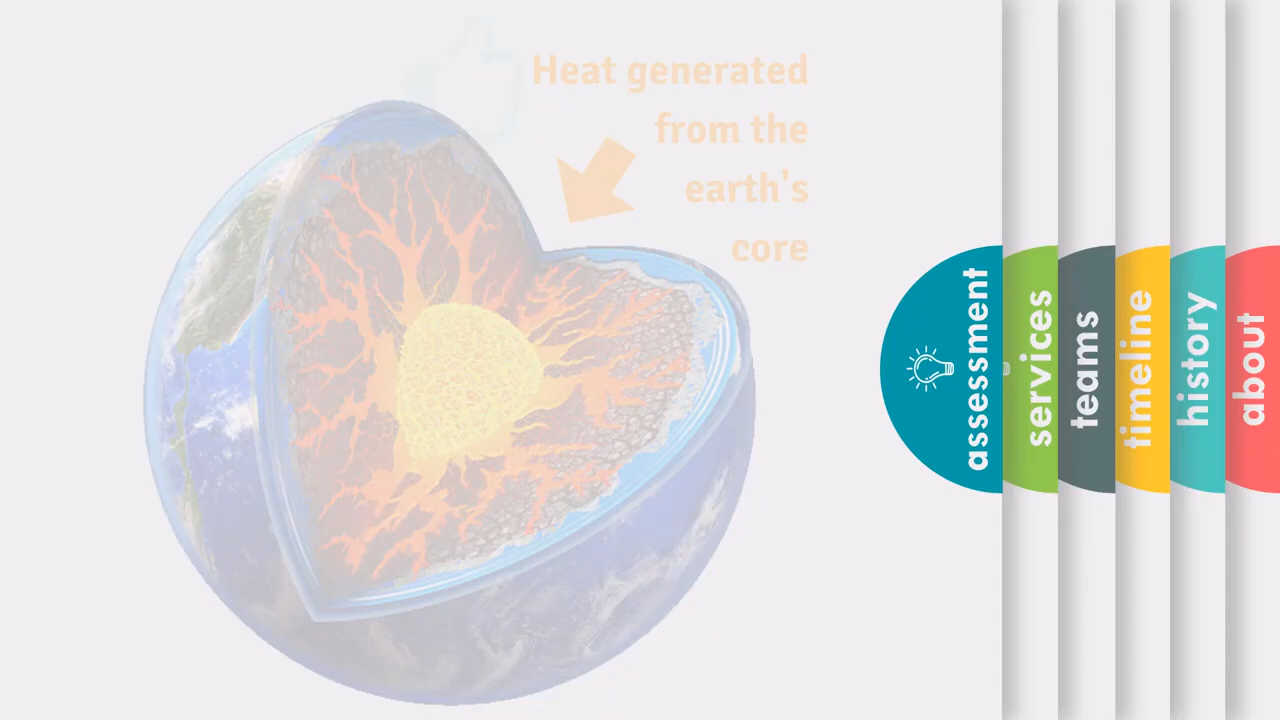 Heat generated
from the
earth's
core
assessment
services
teams
timeline
history
about